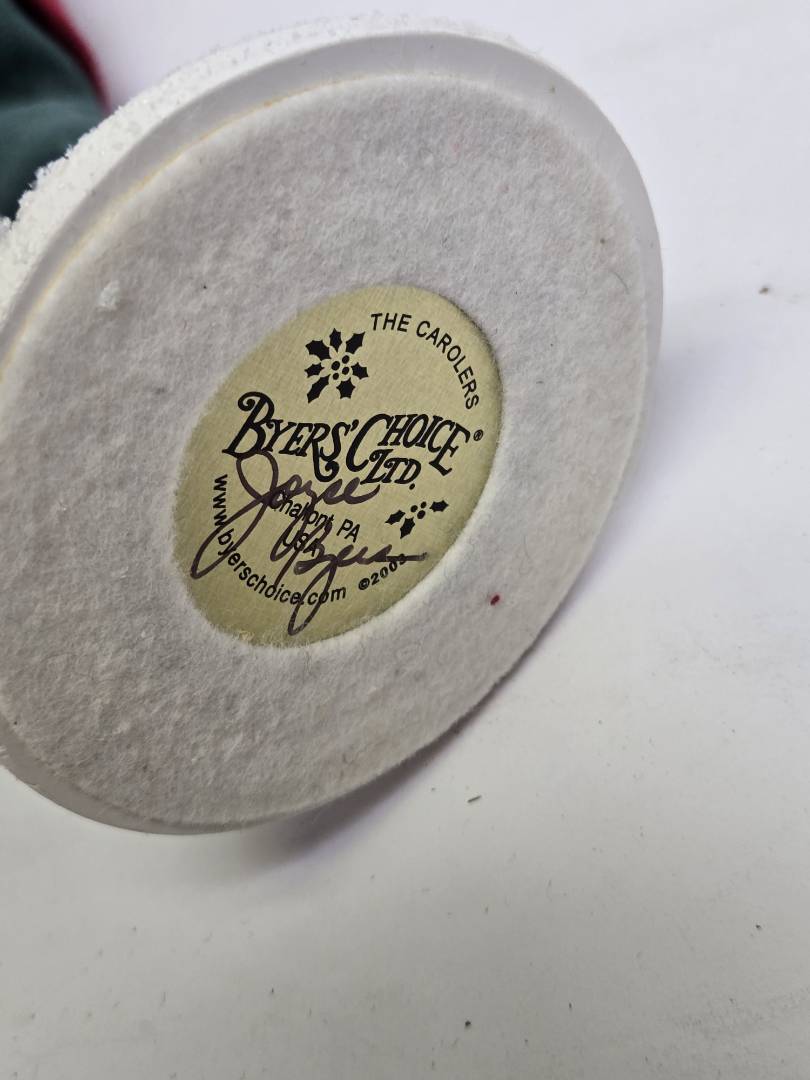 THE CAROLERS
BYERS' CHOICE®
LTD.
Joyce
Chalfont, PA
USA
Byers
www.byerschoice.com